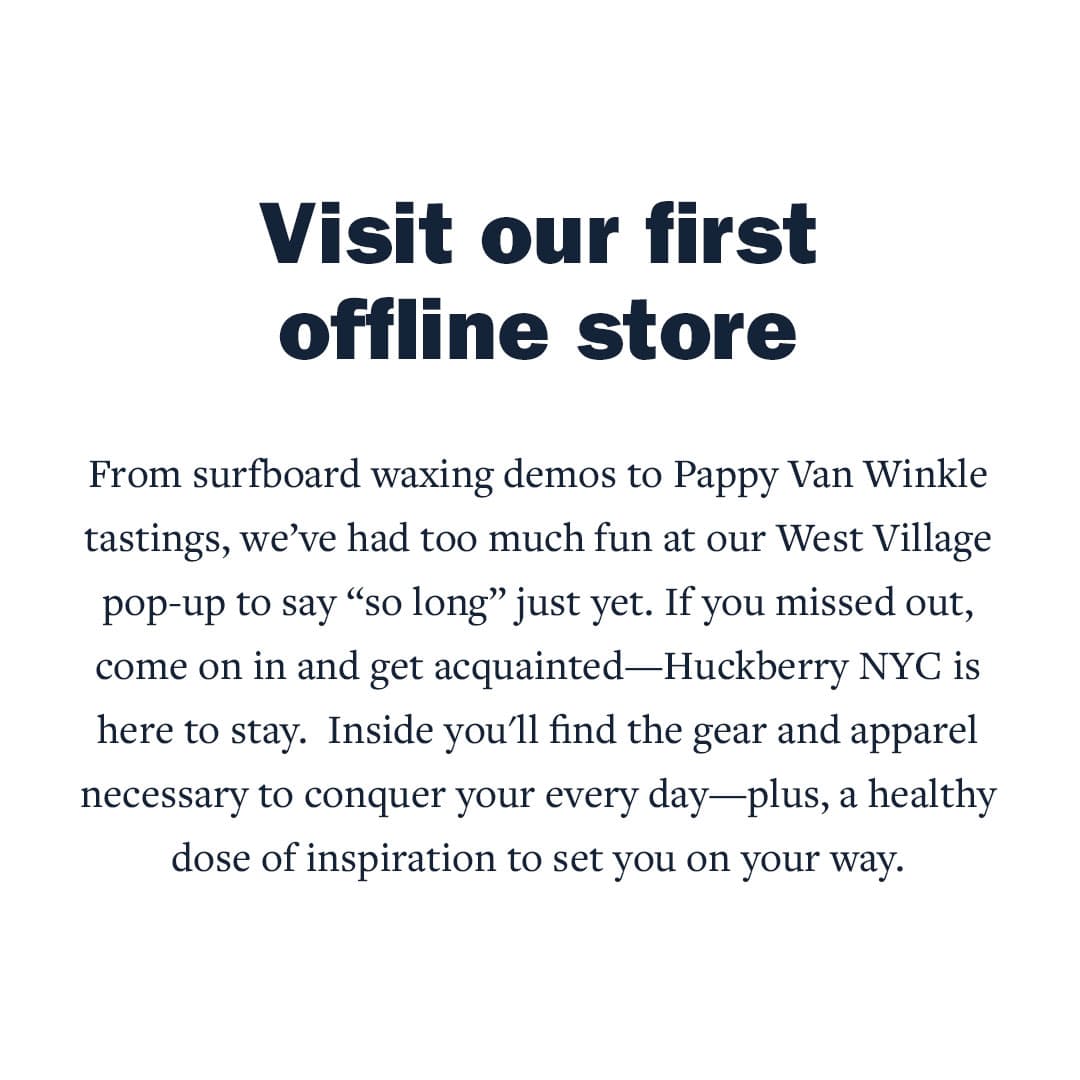 Visit our first
offline store
From surfboard waxing demos to Pappy Van Winkle
tastings, we’ve had too much fun at our West Village
pop-up to say “so long” just yet. If you missed out,
come on in and get acquainted—Huckberry NYC is
here to stay.  Inside you'll find the gear and apparel
necessary to conquer your every day—plus, a healthy
dose of inspiration to set you on your way.